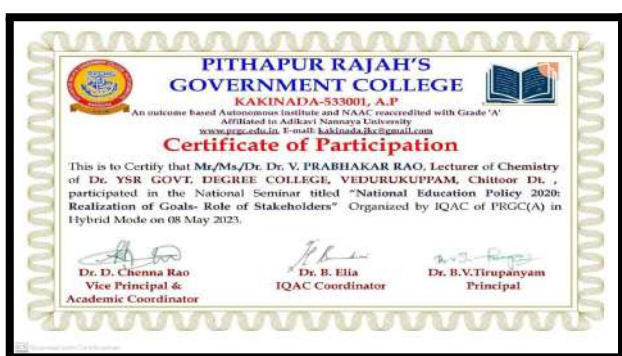 PITHAPUR RAJAH'S
GOVERNMENT COLLEGE
KAKINADA-533001, A.P
An outcome based Autonomous institute and NAAC reaccredited with Grade 'A'
Affiliated to Adikavi Nannaya University
www.prgc.edu.in, E-mail: kakinada.jkc@gmail.com
Certificate of Participation
This is to Certify that Mr./Ms./Dr. Dr. V. PRABHAKAR RAO, Lecturer of Chemistry
of Dr. YSR GOVT. DEGREE COLLEGE, VEDURUKUPPAM, Chittoor Dt. ,
participated in the National Seminar titled "National Education Policy 2020:
Realization of Goals- Role of Stakeholders" Organized by IQAC of PRGC(A) in
Hybrid Mode on 08 May 2023.
Dr. D. Chenna Rao Dr. B. Elia Dr. B.V.Tirupanyam
Vice Principal & IQAC Coordinator Principal
Academic Coordinator